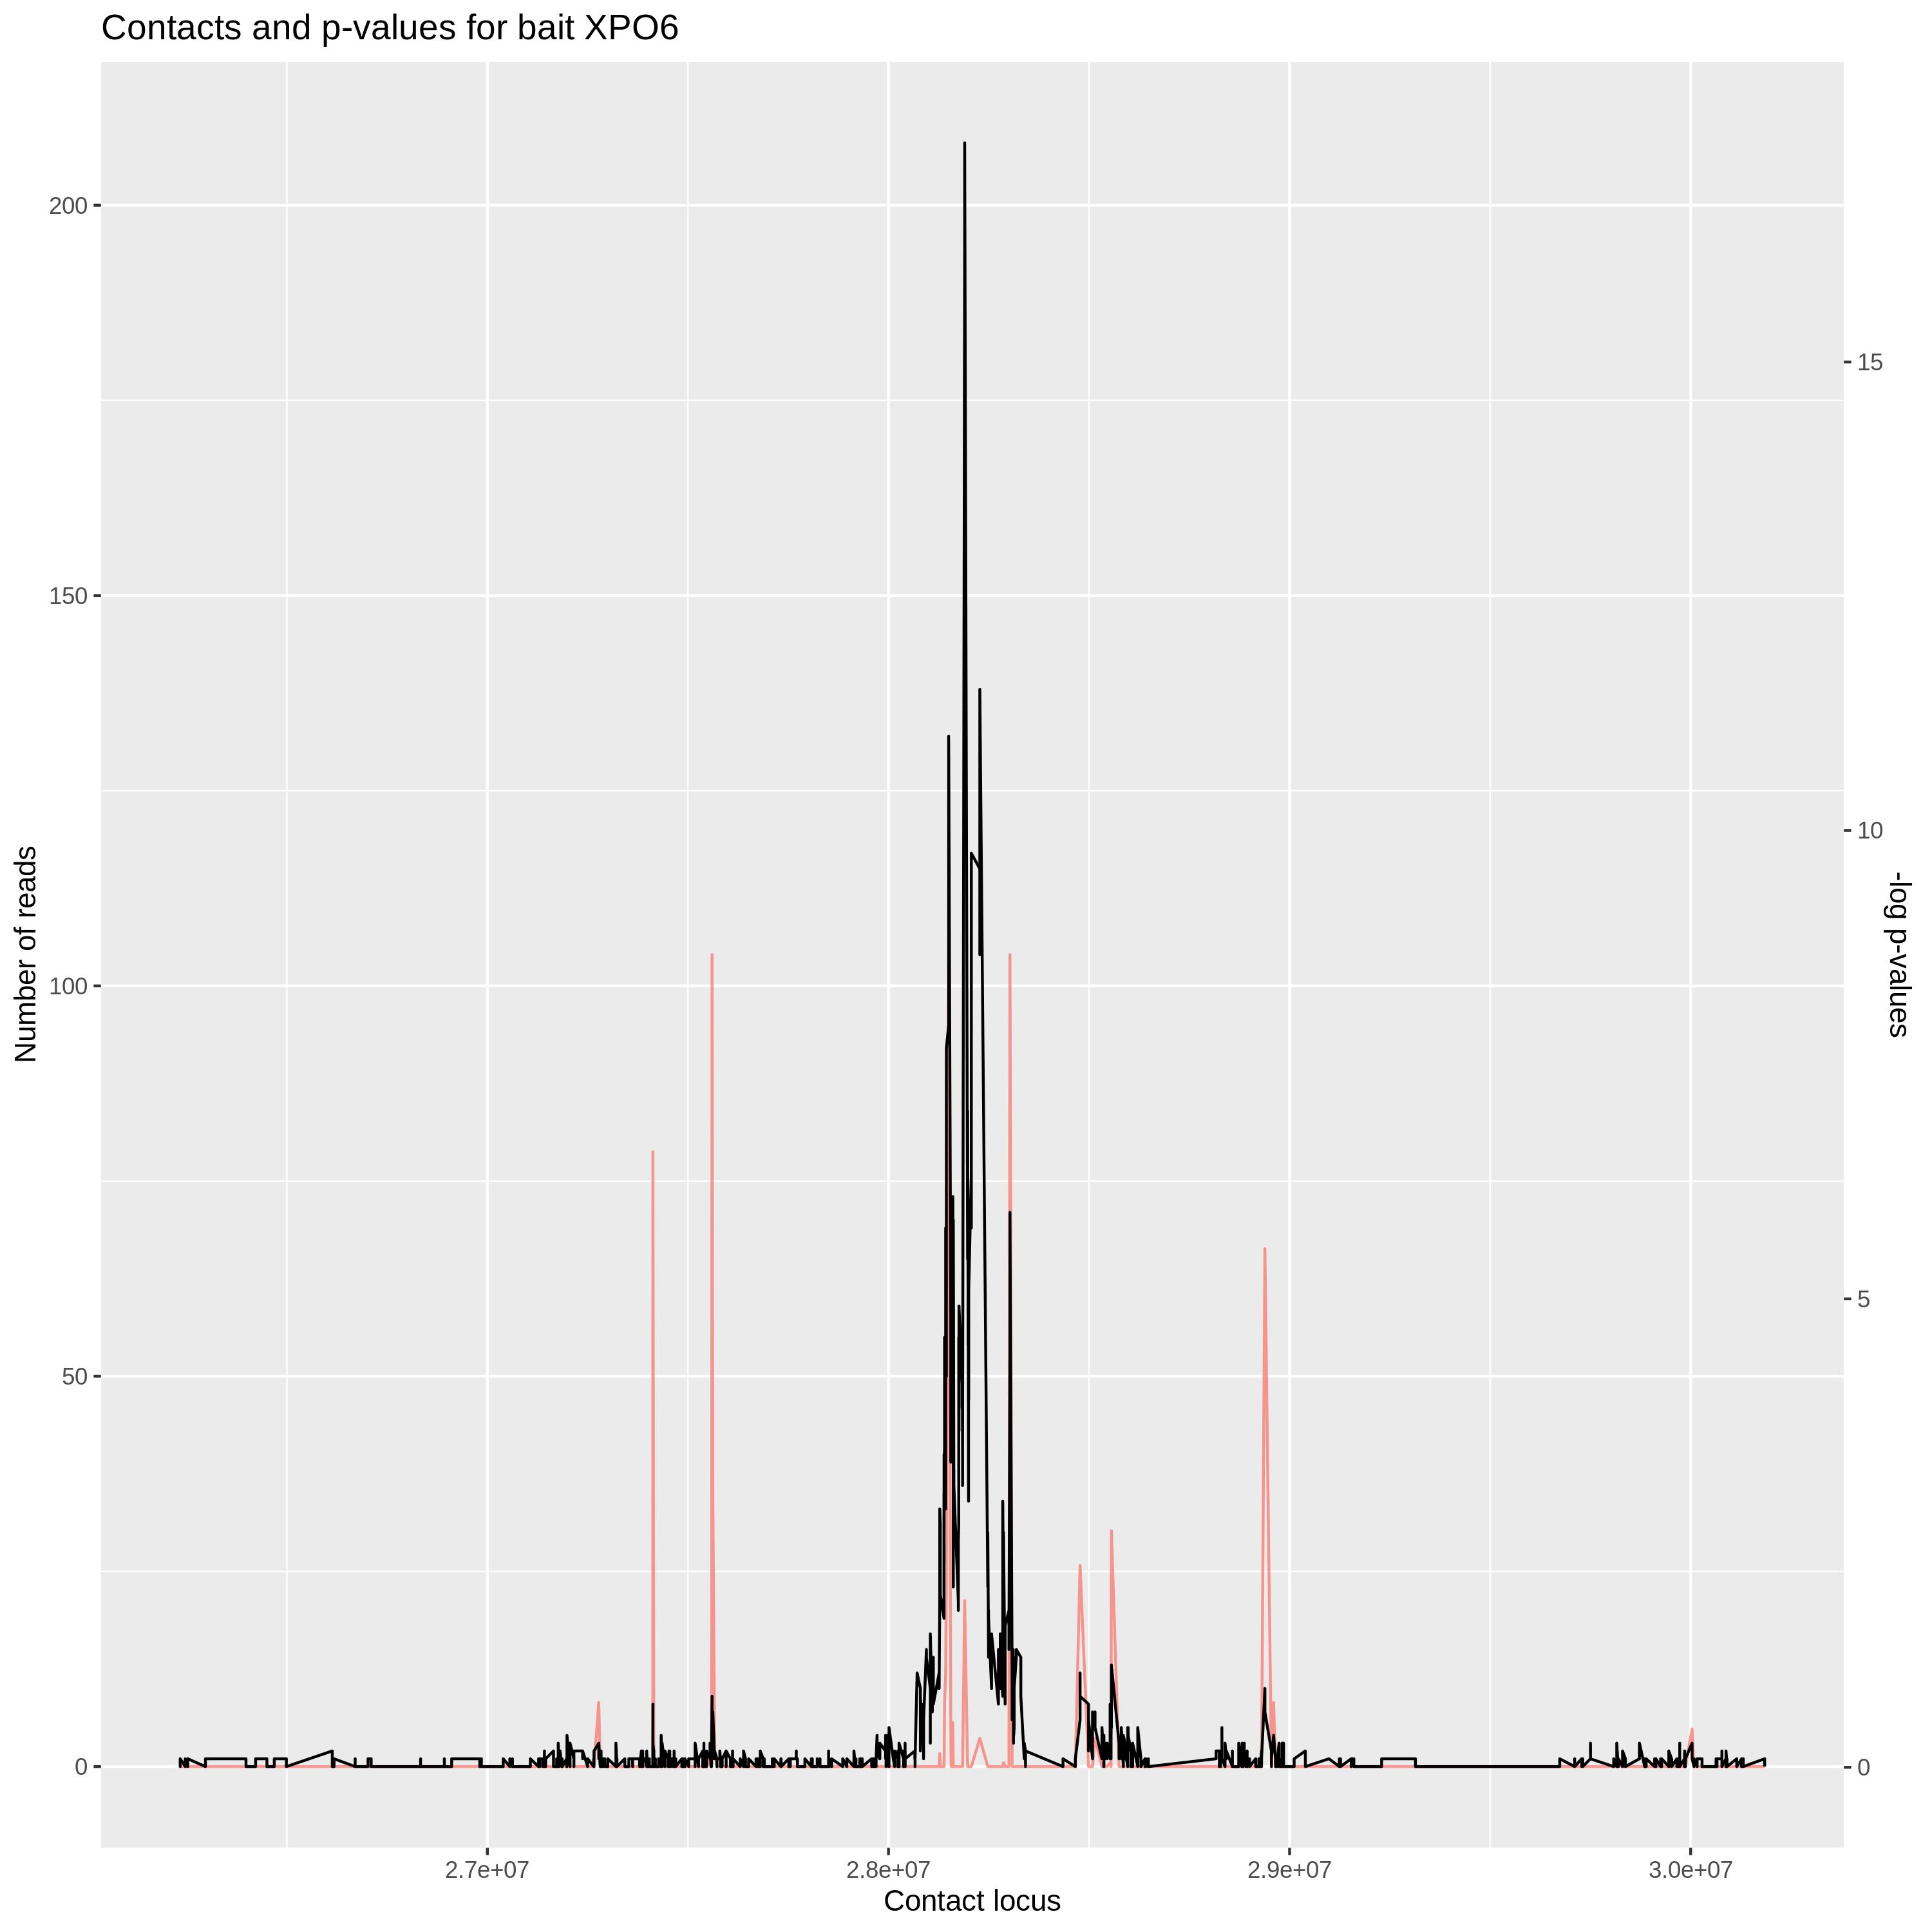 Contacts and p-values for bait XPO6
200
150
100
50
0
Number of reads
15
10
5
0
-log p-values
2.7e+07
2.8e+07
2.9e+07
3.0e+07
Contact locus